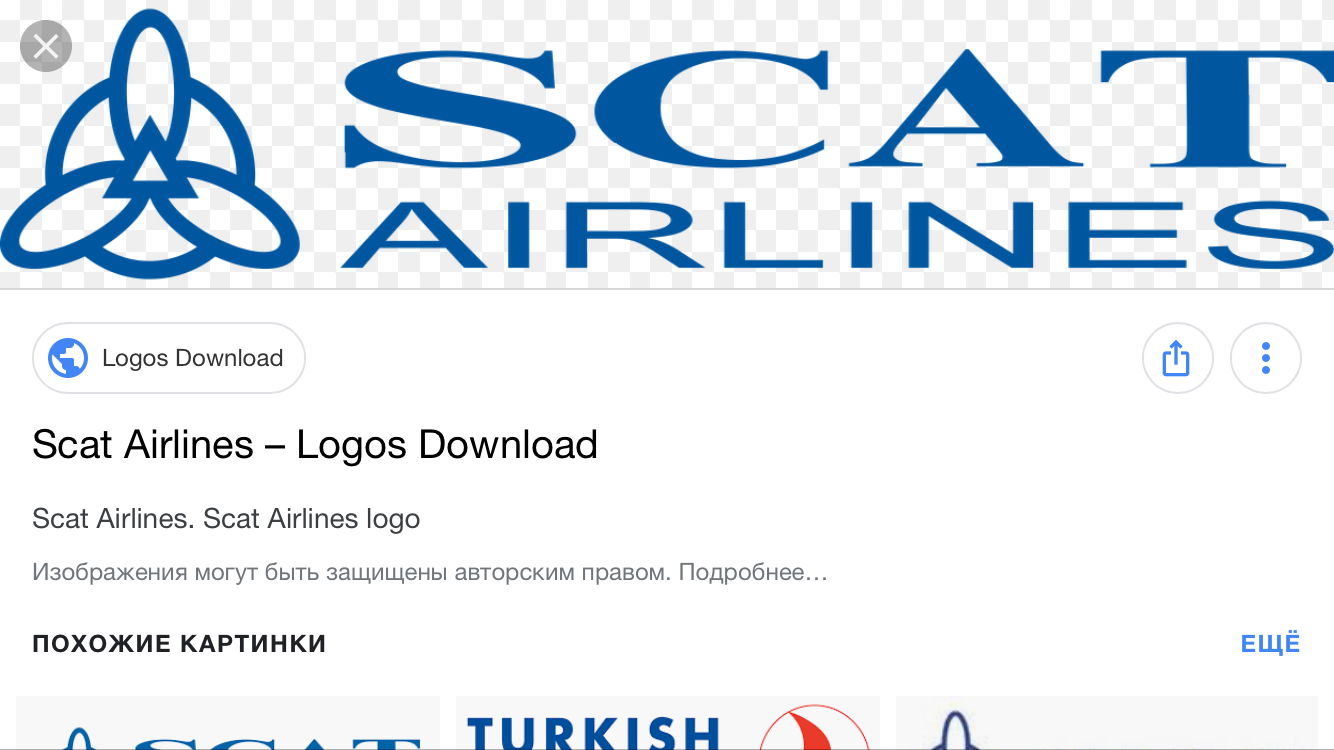 SCAT
AIRLINES
Logos Download
Scat Airlines – Logos Download
Scat Airlines. Scat Airlines logo
Изображения могут быть защищены авторским правом. Подробнее…
ПОХОЖИЕ КАРТИНКИ
ЕЩЁ
SCAT
TURKISH